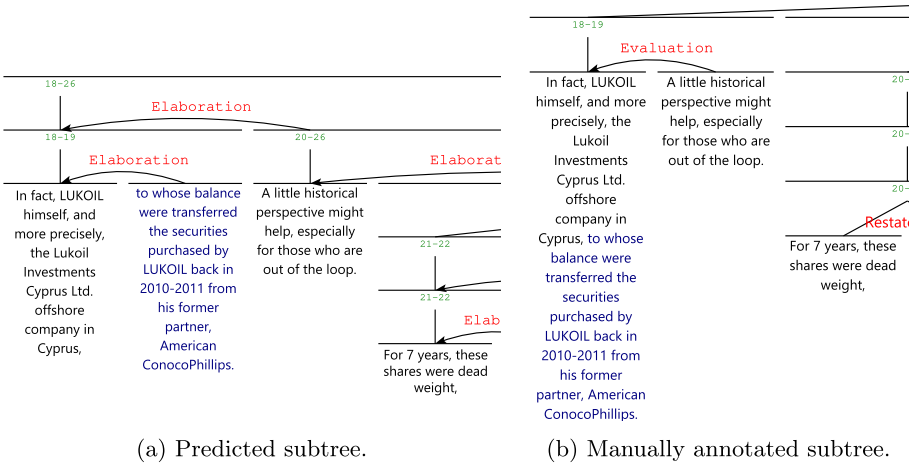 18-26
Elaboration
18-19
20-26
Elaboration
Elaborat
In fact, LUKOIL
himself, and
more precisely,
the Lukoil
Investments
Cyprus Ltd.
offshore
company in
Cyprus,
to whose balance
were transferred
the securities
purchased by
LUKOIL back in
2010-2011 from
his former
partner,
American
ConocoPhillips.
A little historical
perspective might
help, especially
for those who are
out of the loop.
21-22
21-22
Elab
For 7 years, these
shares were dead
weight,
(a) Predicted subtree.
18-19
Evaluation
In fact, LUKOIL
himself, and more
precisely, the
Lukoil
Investments
Cyprus Ltd.
offshore
company in
Cyprus, to whose
balance were
transferred the
securities
purchased by
LUKOIL back in
2010-2011 from
his former
partner, American
ConocoPhillips.
A little historical
perspective might
help, especially
for those who are
out of the loop.
20-
20-
20-
Restate
For 7 years, these
shares were dead
weight,
(b) Manually annotated subtree.